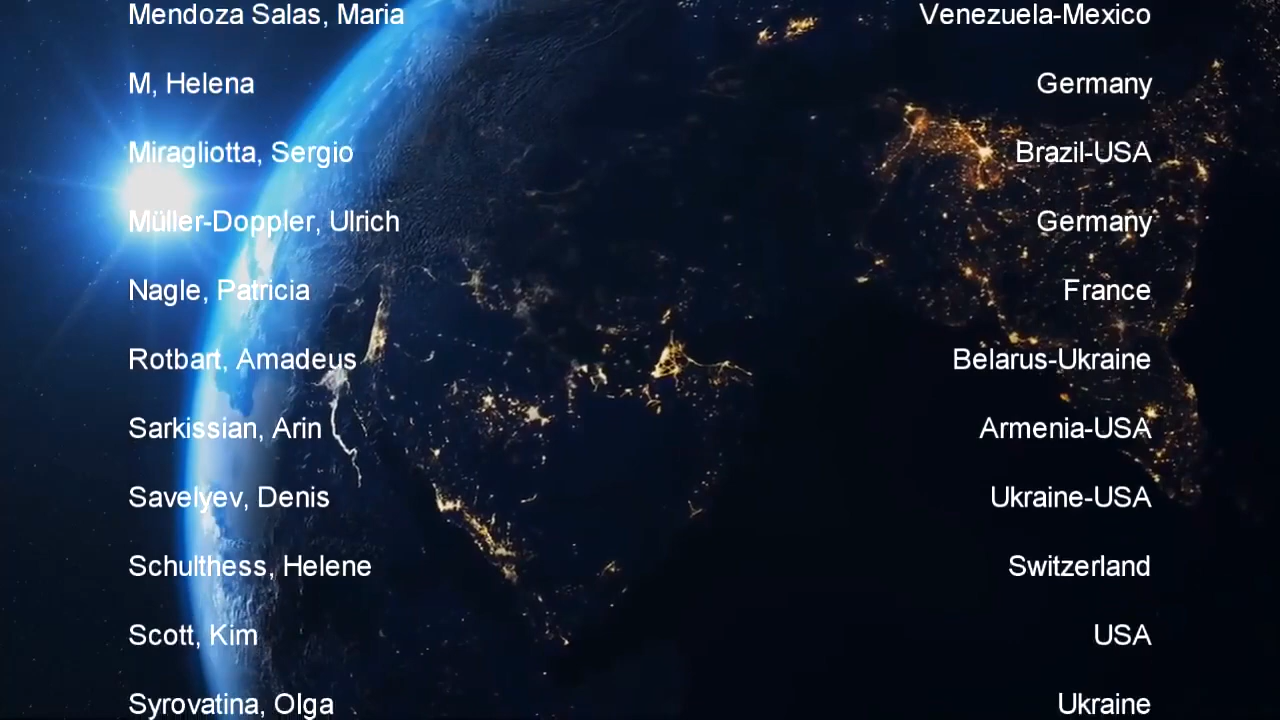 Mendoza Salas, Maria Venezuela-Mexico
M, Helena Germany
Miragliotta, Sergio Brazil-USA
Müller-Doppler, Ulrich Germany
Nagle, Patricia France
Rotbart, Amadeus Belarus-Ukraine
Sarkissian, Arin Armenia-USA
Savelyev, Denis Ukraine-USA
Schulthess, Helene Switzerland
Scott, Kim USA
Syrovatina, Olga Ukraine